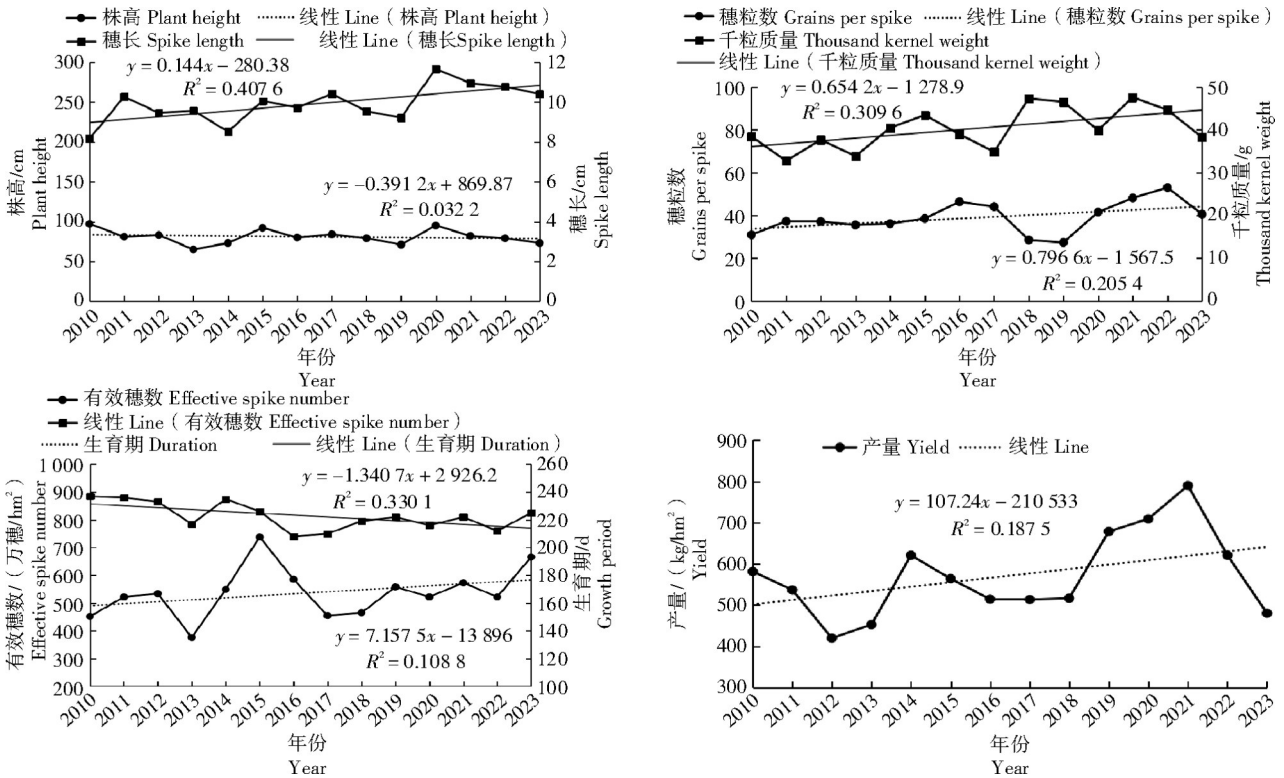 株高 Plant height 线性 Line（株高 Plant height）
穗长 Spike length 线性 Line（穗长Spike length）
y = 0.144x − 280.38
R² = 0.407 6
300
250
200
150
100
50
0
株高/cm
Plant height
12
10
8
6
4
2
0
穗长/cm
Spike length
y = −0.391 2x + 869.87
R² = 0.032 2
2010 2011 2012 2013 2014 2015 2016 2017 2018 2019 2020 2021 2022 2023
年份
Year
穗粒数 Grains per spike 线性 Line（穗粒数 Grains per spike）
千粒质量 Thousand kernel weight
线性 Line（千粒质量 Thousand kernel weight）
y = 0.654 2x − 1 278.9
R² = 0.309 6
100
80
60
40
20
0
穗粒数
Grains per spike
50
40
30
20
10
0
千粒质量/g
Thousand kernel weight
y = 0.796 6x − 1 567.5
R² = 0.205 4
2010 2011 2012 2013 2014 2015 2016 2017 2018 2019 2020 2021 2022 2023
年份
Year
有效穗数 Effective spike number
线性 Line（有效穗数 Effective spike number）
生育期 Duration 线性 Line（生育期 Duration）
y = −1.340 7x + 2 926.2
R² = 0.330 1
1 000
900
800
700
600
500
400
300
200
有效穗数/（万穗/hm²）
Effective spike number
260
240
220
200
180
160
140
120
100
生育期/d
Growth period
y = 7.157 5x − 13 896
R² = 0.108 8
2010 2011 2012 2013 2014 2015 2016 2017 2018 2019 2020 2021 2022 2023
年份
Year
产量 Yield 线性 Line
y = 107.24x − 210 533
R² = 0.187 5
900
800
700
600
500
400
300
产量/（kg/hm²）
Yield
2010 2011 2012 2013 2014 2015 2016 2017 2018 2019 2020 2021 2022 2023
年份
Year